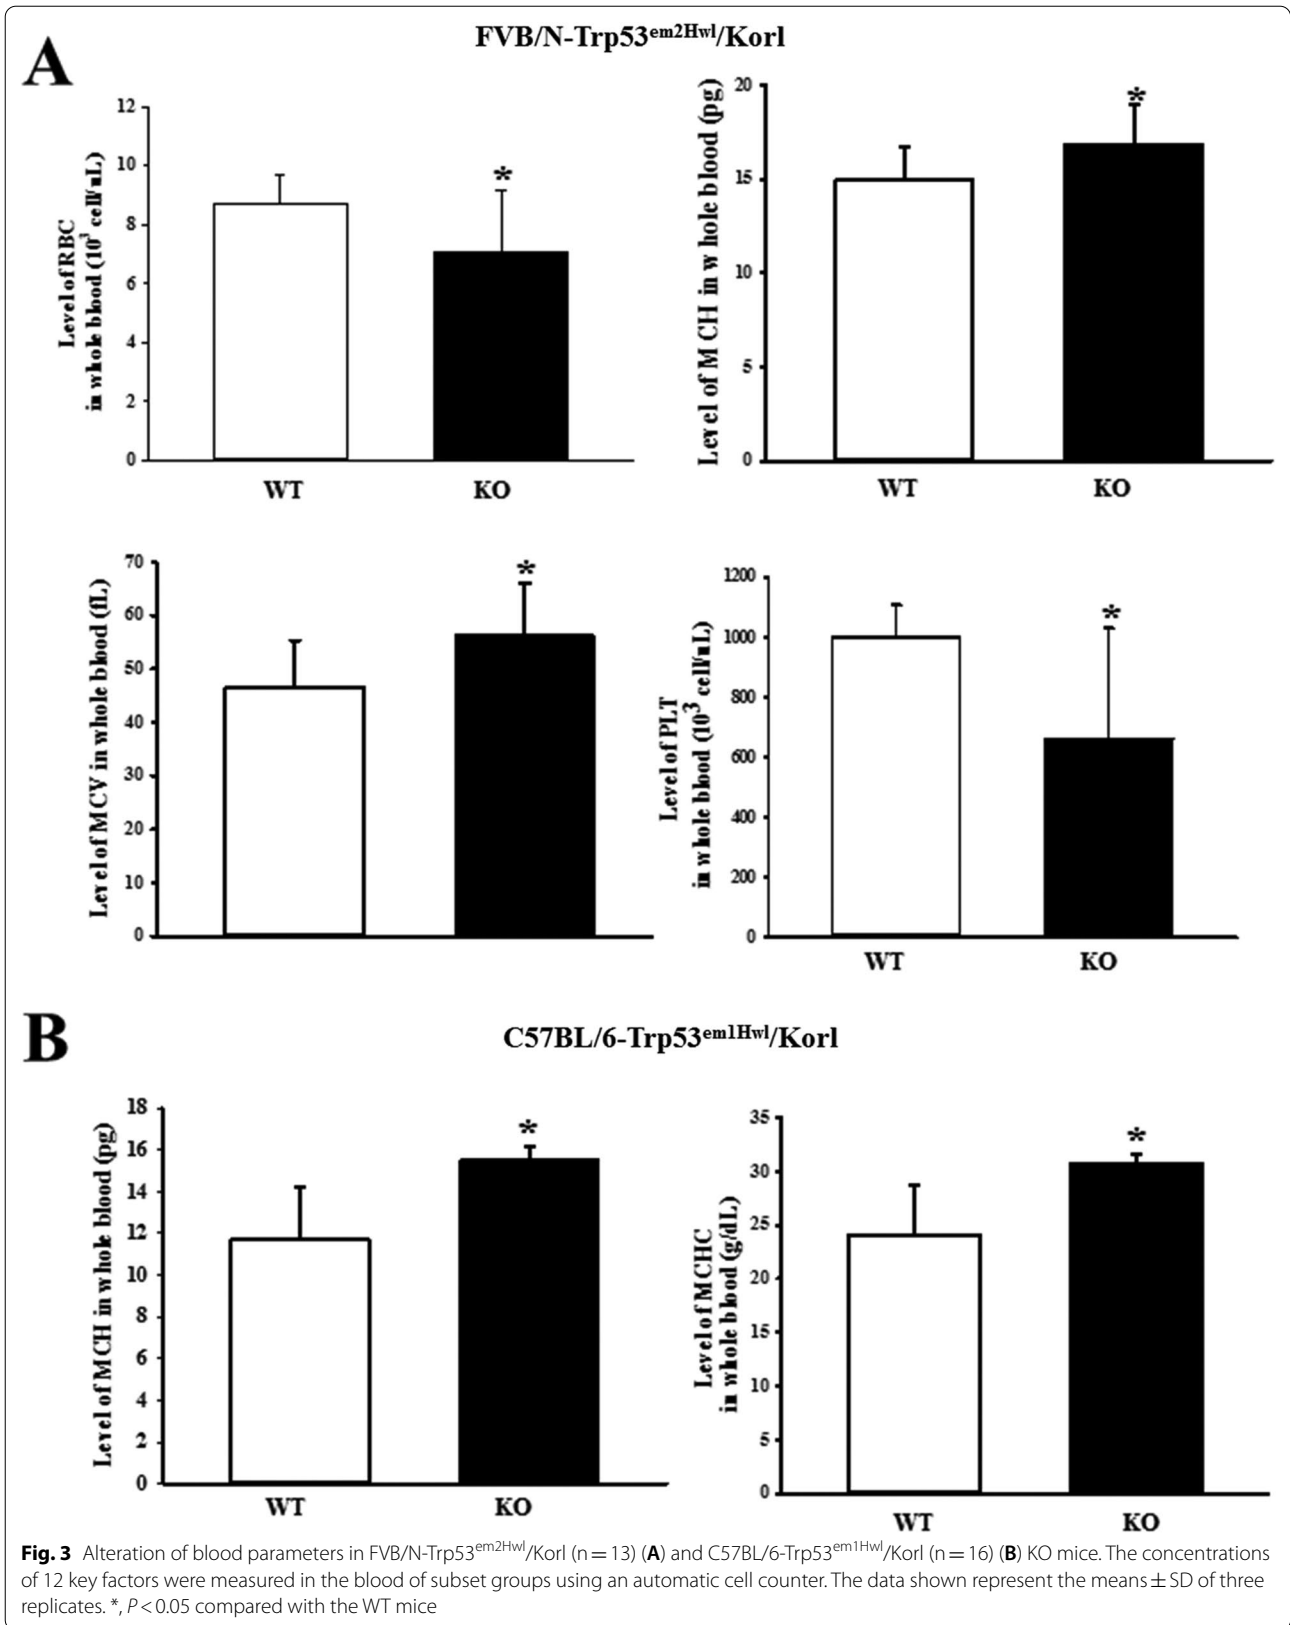 A
FVB/N-Trp53em2Hwl/Korl
Level of RBC
in whole blood (10³ cell/uL)
12
10
8
6
4
2
0
*
WT
KO
Level of MCH in whole blood (pg)
20
15
10
5
0
*
WT
KO
Level of MCV in whole blood (fL)
70
60
50
40
30
20
10
0
*
Level of PLT
in whole blood (10³ cell/uL)
1200
1000
800
600
400
200
0
*
WT
KO
B
C57BL/6-Trp53em1Hwl/Korl
Level of MCH in whole blood (pg)
18
16
14
12
10
8
6
4
2
0
*
WT
KO
Level of MCHC
in whole blood (g/dL)
35
30
25
20
15
10
5
0
*
WT
KO
Fig. 3 Alteration of blood parameters in FVB/N-Trp53em2Hwl/Korl (n = 13) (A) and C57BL/6-Trp53em1Hwl/Korl (n = 16) (B) KO mice. The concentrations
of 12 key factors were measured in the blood of subset groups using an automatic cell counter. The data shown represent the means ± SD of three
replicates. *, P < 0.05 compared with the WT mice